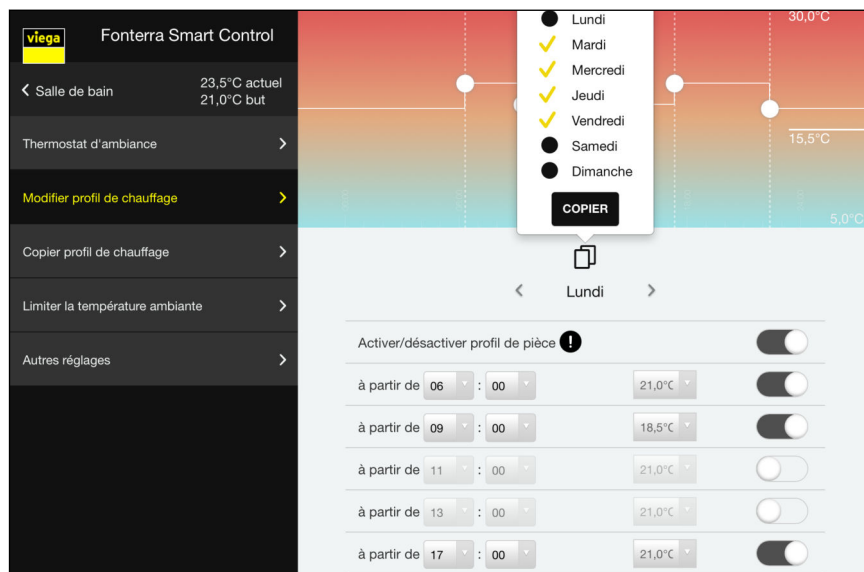 viega
Fonterra Smart Control
Salle de bain
23,5°C actuel
21,0°C but
Thermostat d'ambiance
Modifier profil de chauffage
Copier profil de chauffage
Limiter la température ambiante
Autres réglages
30,0°C
15,5°C
5,0°C
Lundi
Mardi
Mercredi
Jeudi
Vendredi
Samedi
Dimanche
COPIER
Lundi
Activer/désactiver profil de pièce !
à partir de 06 : 00 21,0°C
à partir de 09 : 00 18,5°C
à partir de 11 : 00 21,0°C
à partir de 13 : 00 21,0°C
à partir de 17 : 00 21,0°C